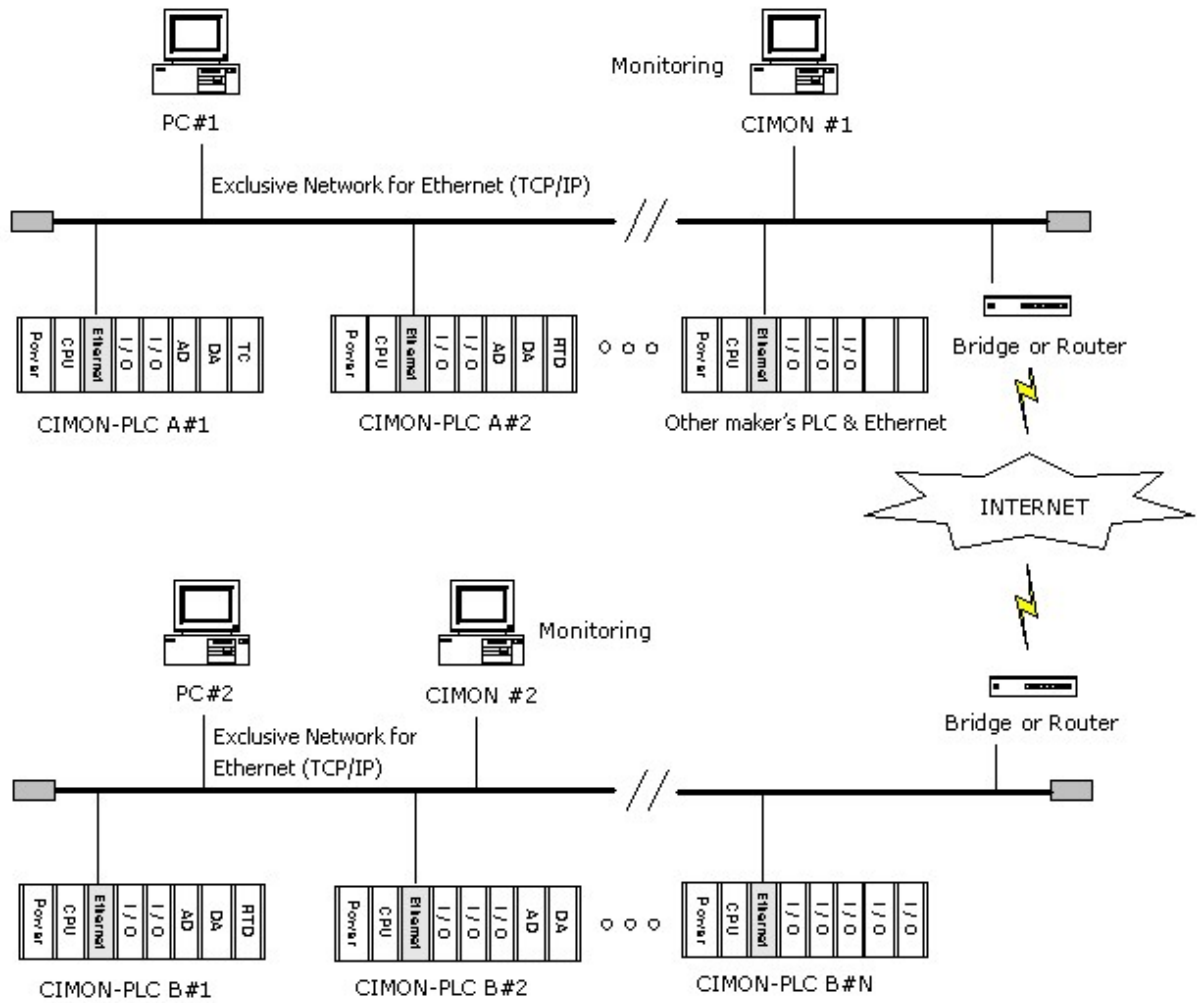 Monitoring
PC#1
CIMON #1
Exclusive Network for Ethernet (TCP/IP)
Power CPU Ethernet I/O I/O AD DA TC
Power CPU Ethernet I/O I/O AD DA RTD
Power CPU Ethernet I/O I/O I/O
Bridge or Router
CIMON-PLC A#1
CIMON-PLC A#2
Other maker's PLC & Ethernet
INTERNET
Monitoring
PC#2
CIMON #2
Bridge or Router
Exclusive Network for
Ethernet (TCP/IP)
Power CPU Ethernet I/O I/O AD DA RTD
Power CPU Ethernet I/O I/O I/O AD DA
Power CPU Ethernet I/O I/O I/O I/O I/O
CIMON-PLC B#1
CIMON-PLC B#2
CIMON-PLC B#N